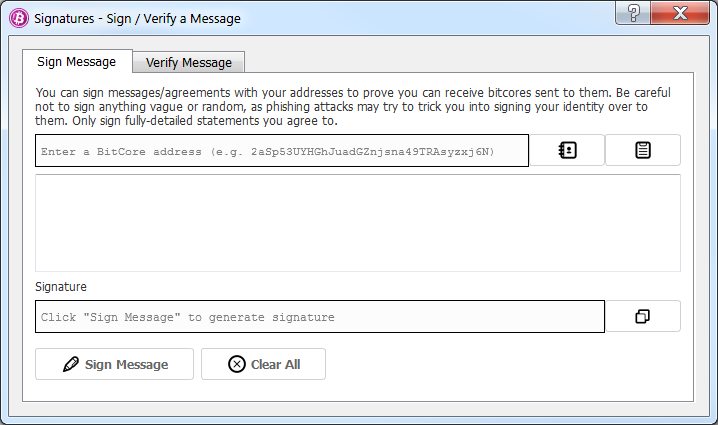 Signatures - Sign / Verify a Message
Sign Message
Verify Message
You can sign messages/agreements with your addresses to prove you can receive bitcores sent to them. Be careful
not to sign anything vague or random, as phishing attacks may try to trick you into signing your identity over to
them. Only sign fully-detailed statements you agree to.
Enter a BitCore address (e.g. 2aSp53UYHGhJuadGZnjsna49TRAsyzxj6N)
Signature
Click "Sign Message" to generate signature
Sign Message
Clear All